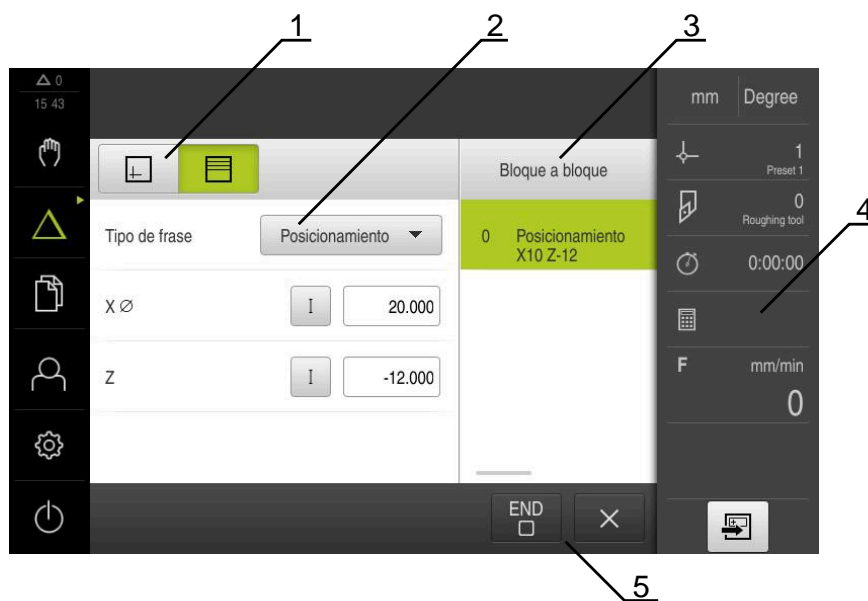 1 2 3
0
15 43
mm Degree
1
Preset 1
Bloque a bloque
0
Roughing tool
4
Tipo de frase Posicionamiento
0 Posicionamiento
X10 Z-12
0:00:00
X Ø I 20.000
Z I -12.000
F mm/min
0
END
5